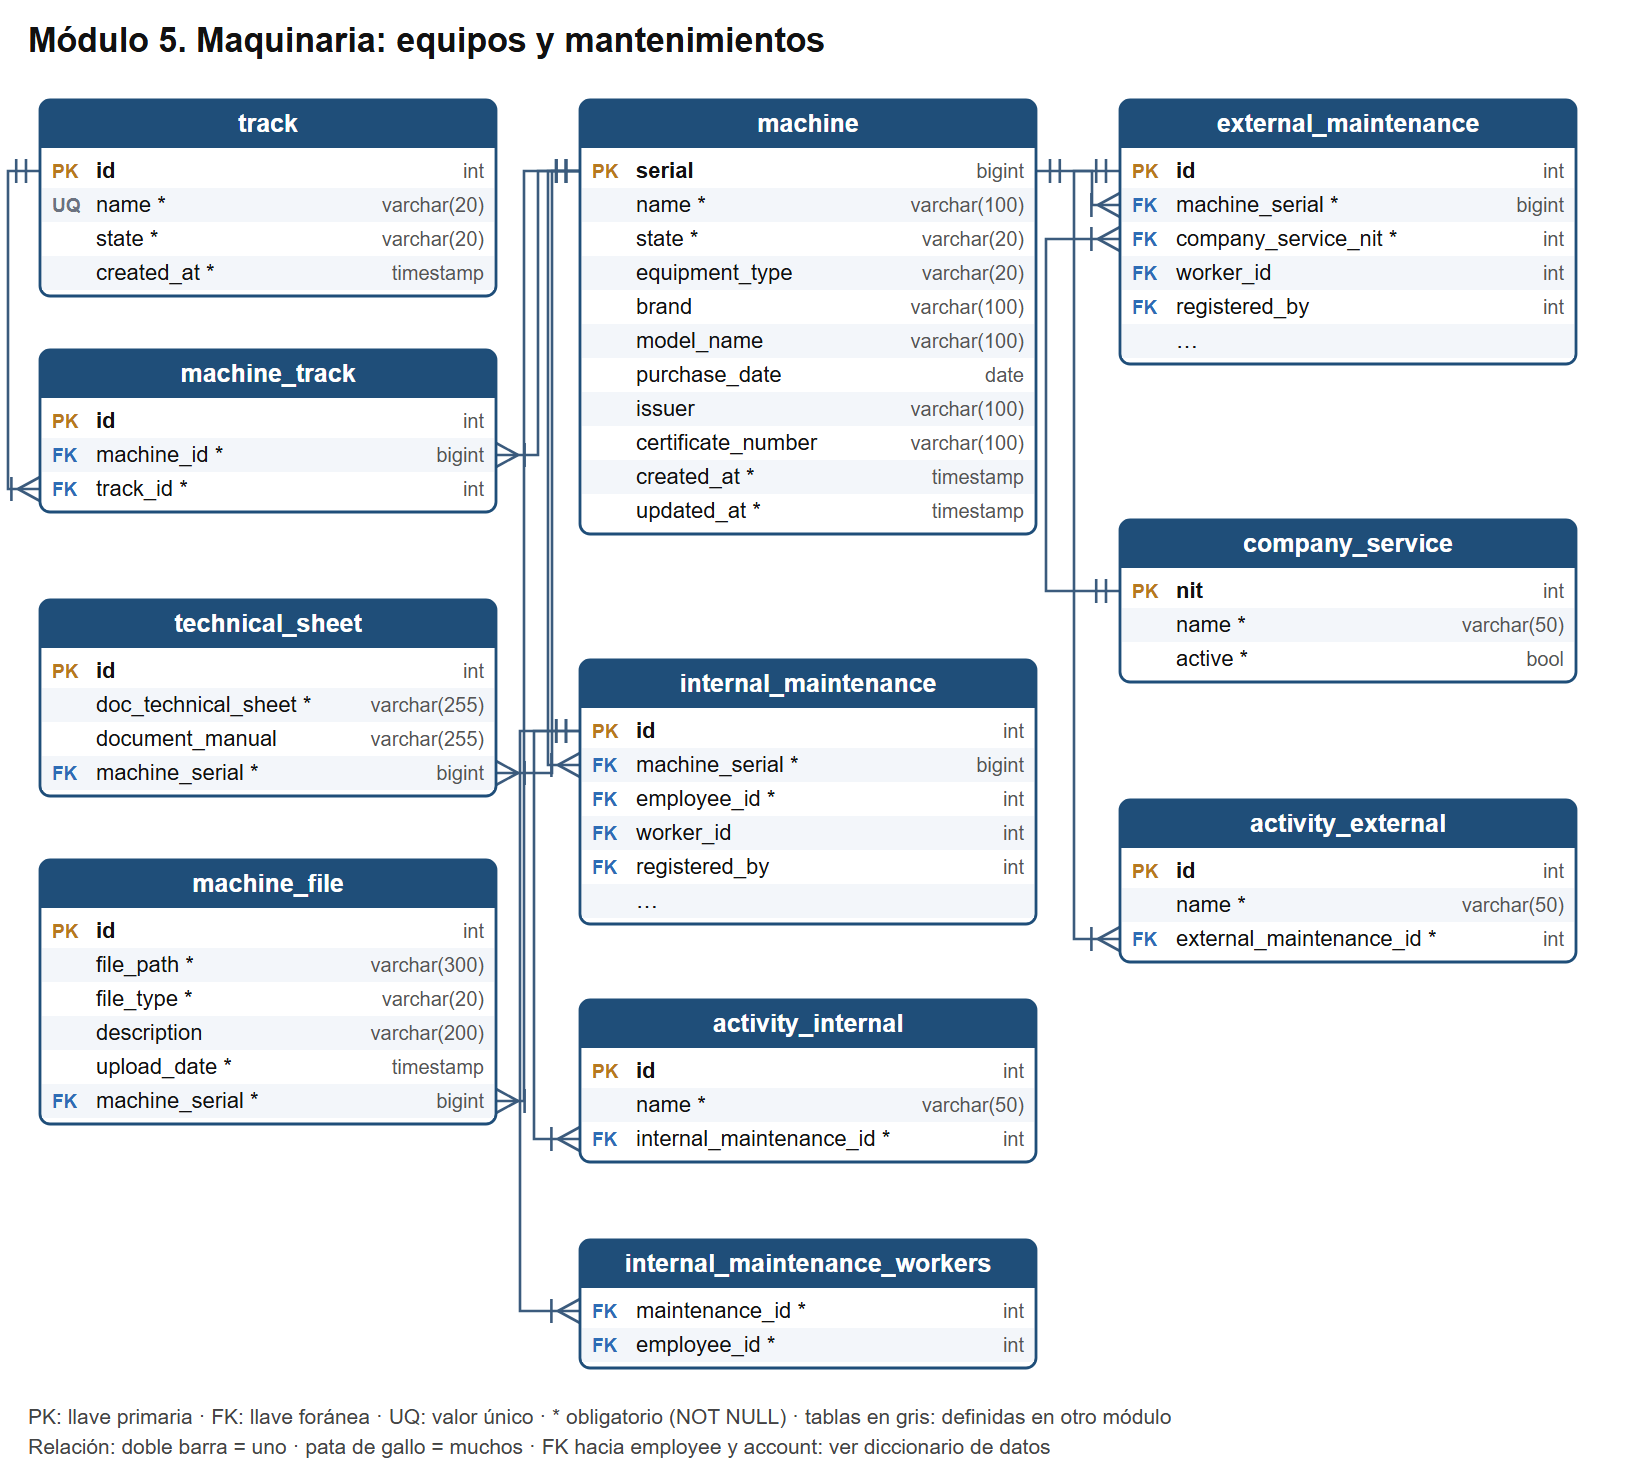 Módulo 5. Maquinaria: equipos y mantenimientos
track
PK id int
UQ name * varchar(20)
state * varchar(20)
created_at * timestamp
machine_track
PK id int
FK machine_id * bigint
FK track_id * int
technical_sheet
PK id int
doc_technical_sheet * varchar(255)
document_manual varchar(255)
FK machine_serial * bigint
machine_file
PK id int
file_path * varchar(300)
file_type * varchar(20)
description varchar(200)
upload_date * timestamp
FK machine_serial * bigint
machine
PK serial bigint
name * varchar(100)
state * varchar(20)
equipment_type varchar(20)
brand varchar(100)
model_name varchar(100)
purchase_date date
issuer varchar(100)
certificate_number varchar(100)
created_at * timestamp
updated_at * timestamp
internal_maintenance
PK id int
FK machine_serial * bigint
FK employee_id * int
FK worker_id int
FK registered_by int
…
activity_internal
PK id int
name * varchar(50)
FK internal_maintenance_id * int
internal_maintenance_workers
FK maintenance_id * int
FK employee_id * int
external_maintenance
PK id int
FK machine_serial * bigint
FK company_service_nit * int
FK worker_id int
FK registered_by int
…
company_service
PK nit int
name * varchar(50)
active * bool
activity_external
PK id int
name * varchar(50)
FK external_maintenance_id * int
PK: llave primaria · FK: llave foránea · UQ: valor único · * obligatorio (NOT NULL) · tablas en gris: definidas en otro módulo
Relación: doble barra = uno · pata de gallo = muchos · FK hacia employee y account: ver diccionario de datos